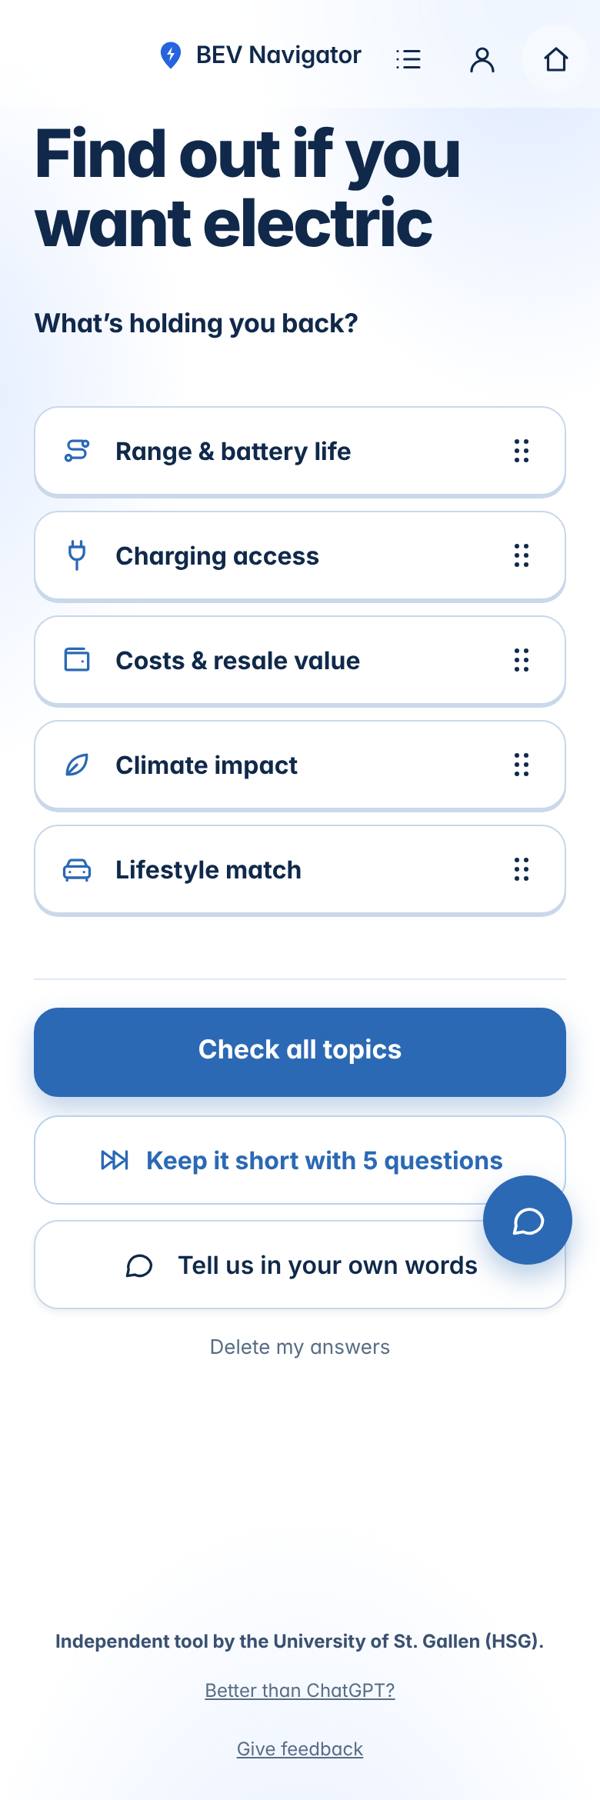 BEV Navigator
Find out if you
want electric
What’s holding you back?
Range & battery life
Charging access
Costs & resale value
Climate impact
Lifestyle match
Check all topics
Keep it short with 5 questions
Tell us in your own words
Delete my answers
Independent tool by the University of St. Gallen (HSG).
Better than ChatGPT?
Give feedback